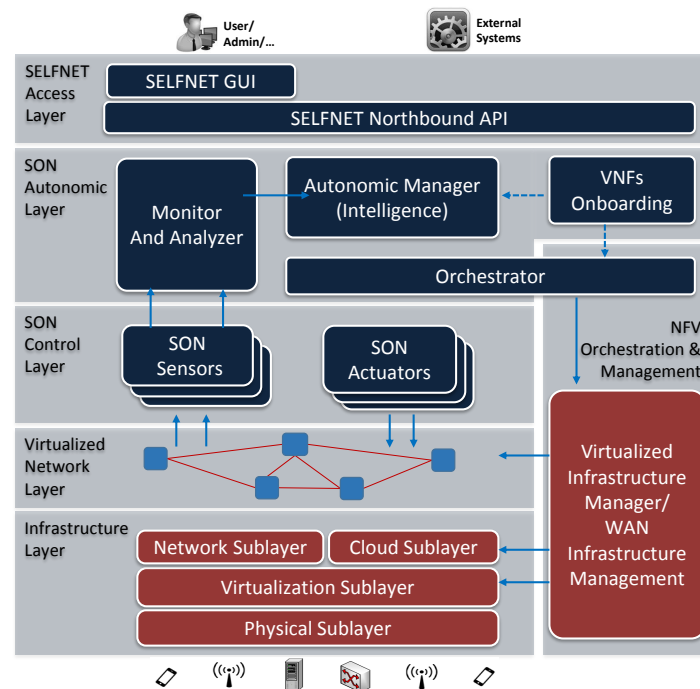 User/
Admin/…
External
Systems
SELFNET
Access
Layer
SELFNET GUI
SELFNET Northbound API
SON
Autonomic
Layer
Monitor
And Analyzer
Autonomic Manager
(Intelligence)
VNFs
Onboarding
Orchestrator
SON
Control
Layer
SON
Sensors
SON
Actuators
NFV
Orchestration &
Management
Virtualized
Network
Layer
Virtualized
Infrastructure
Manager/
WAN
Infrastructure
Management
Infrastructure
Layer
Network Sublayer
Cloud Sublayer
Virtualization Sublayer
Physical Sublayer